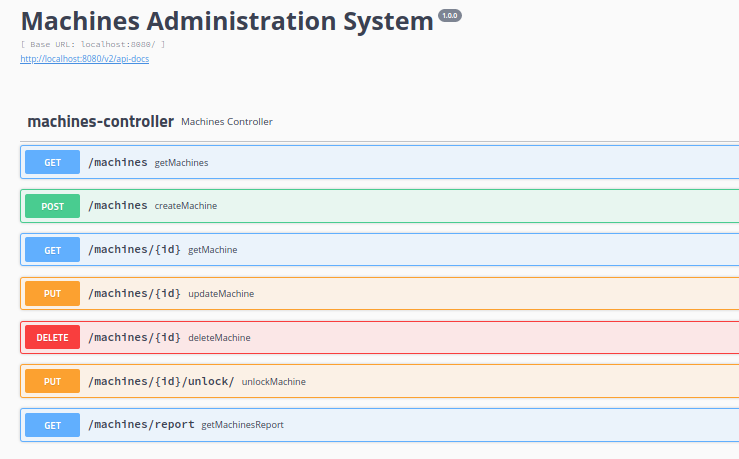 Machines Administration System 1.0.0
[ Base URL: localhost:8080/ ]
http://localhost:8080/v2/api-docs
machines-controller Machines Controller
GET /machines getMachines
POST /machines createMachine
GET /machines/{id} getMachine
PUT /machines/{id} updateMachine
DELETE /machines/{id} deleteMachine
PUT /machines/{id}/unlock/ unlockMachine
GET /machines/report getMachinesReport